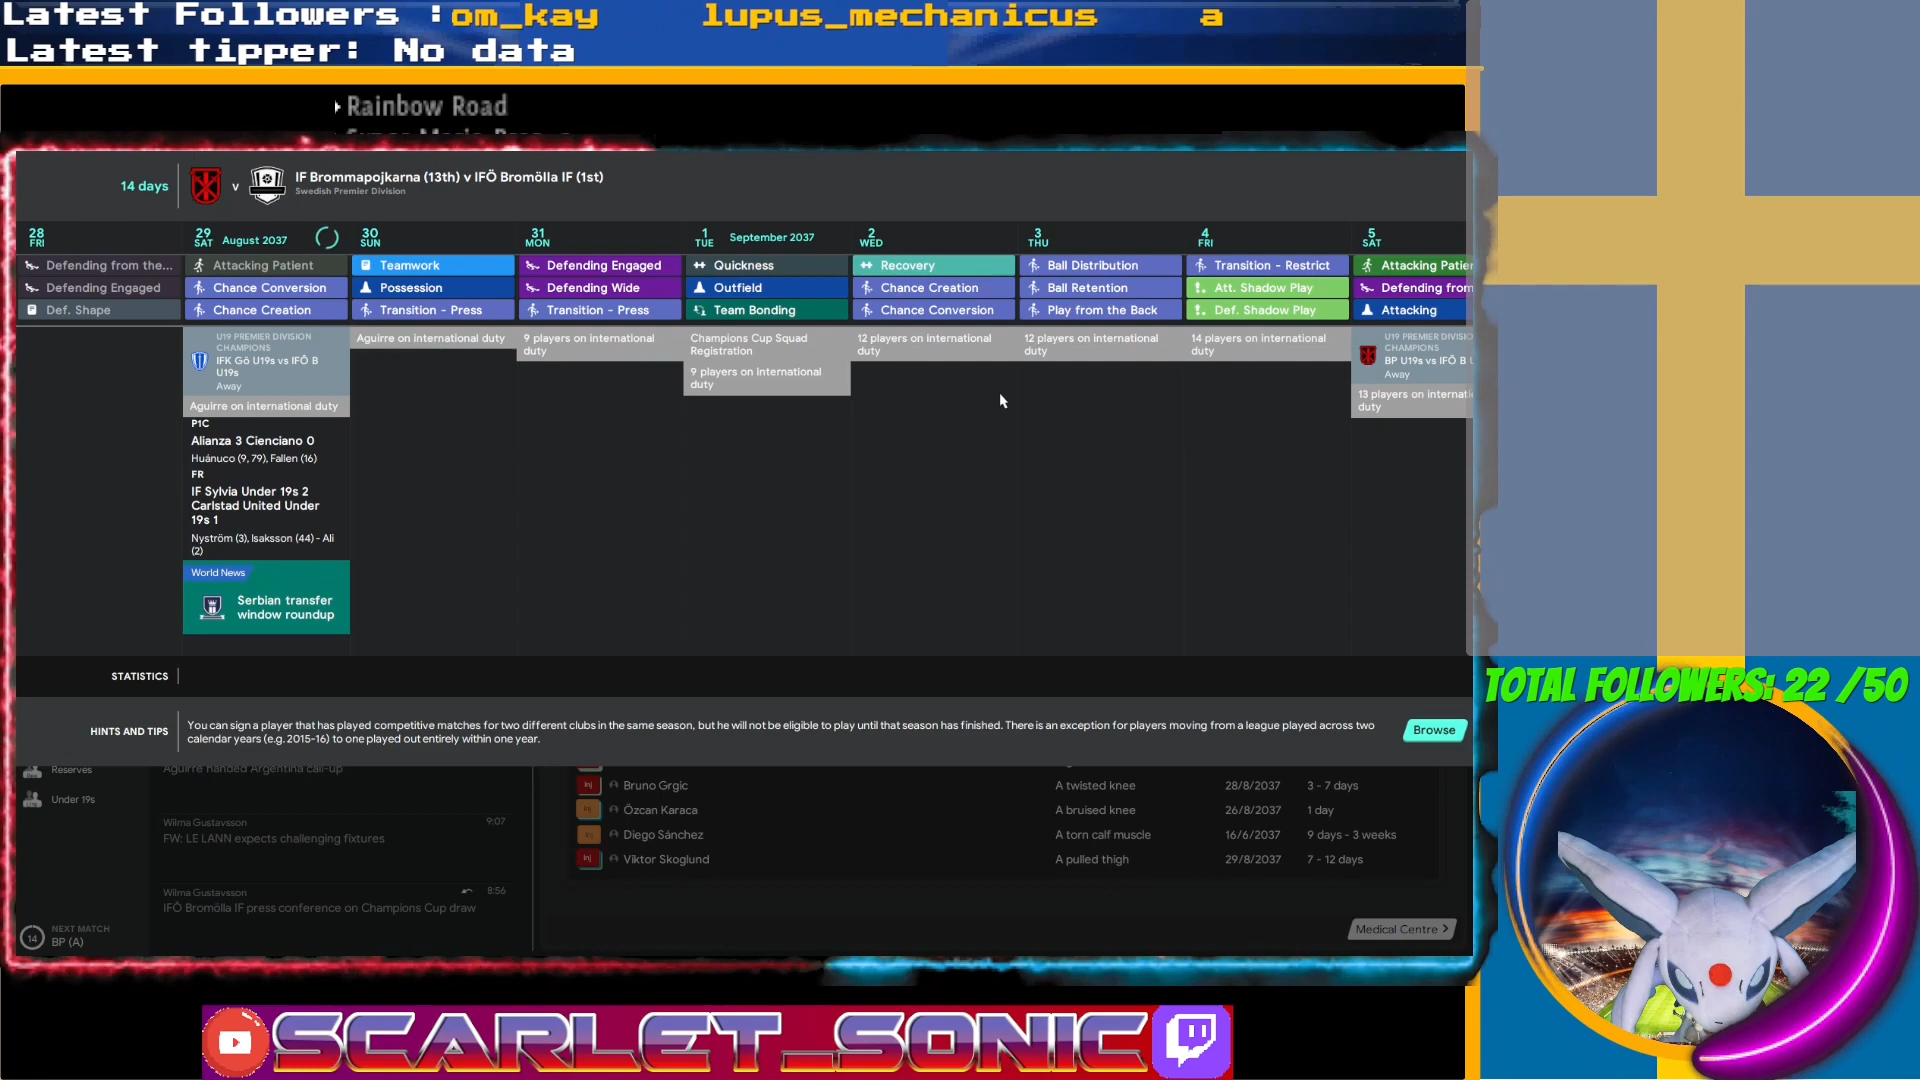 Latest Followers :om_kay lupus_mechanicus a
Latest tipper: No data
Rainbow Road
14 days
v
IF Brommapojkarna (13th) v IFÖ Bromölla IF (1st)
Swedish Premier Division
28 FRI
29 SAT August 2037
30 SUN
31 MON
1 TUE September 2037
2 WED
3 THU
4 FRI
5 SAT
Defending from the...
Attacking Patient
Teamwork
Defending Engaged
Quickness
Recovery
Ball Distribution
Transition - Restrict
Attacking Patien
Defending Engaged
Chance Conversion
Possession
Defending Wide
Outfield
Chance Creation
Ball Retention
Att. Shadow Play
Defending from
Def. Shape
Chance Creation
Transition - Press
Transition - Press
Team Bonding
Chance Conversion
Play from the Back
Def. Shadow Play
Attacking
U19 PREMIER DIVISION
CHAMPIONS
IFK Gö U19s vs IFÖ B
U19s
Away
Aguirre on international duty
P1C
Alianza 3 Cienciano 0
Huánuco (9, 79), Fallen (16)
FR
IF Sylvia Under 19s 2
Carlstad United Under
19s 1
Nyström (3), Isaksson (44) - Ali
(2)
World News
Serbian transfer
window roundup
Aguirre on international duty
9 players on international
duty
Champions Cup Squad
Registration
9 players on international
duty
12 players on international
duty
12 players on international
duty
14 players on international
duty
U19 PREMIER DIVISION
CHAMPIONS
BP U19s vs IFÖ B U
Away
13 players on internati
duty
STATISTICS
HINTS AND TIPS
You can sign a player that has played competitive matches for two different clubs in the same season, but he will not be eligible to play until that season has finished. There is an exception for players moving from a league played across two
calendar years (e.g. 2015-16) to one played out entirely within one year.
Browse
Reserves
Under 19s
Aguirre handed Argentina call-up
Wilma Gustavsson 9:07
FW: LE LANN expects challenging fixtures
Wilma Gustavsson 8:56
IFÖ Bromölla IF press conference on Champions Cup draw
14 NEXT MATCH
BP (A)
Inj Bruno Grgic A twisted knee 28/8/2037 3 - 7 days
Inj Özcan Karaca A bruised knee 26/8/2037 1 day
Inj Diego Sánchez A torn calf muscle 16/6/2037 9 days - 3 weeks
Inj Viktor Skoglund A pulled thigh 29/8/2037 7 - 12 days
Medical Centre >
TOTAL FOLLOWERS: 22 /50
SCARLET_SONIC